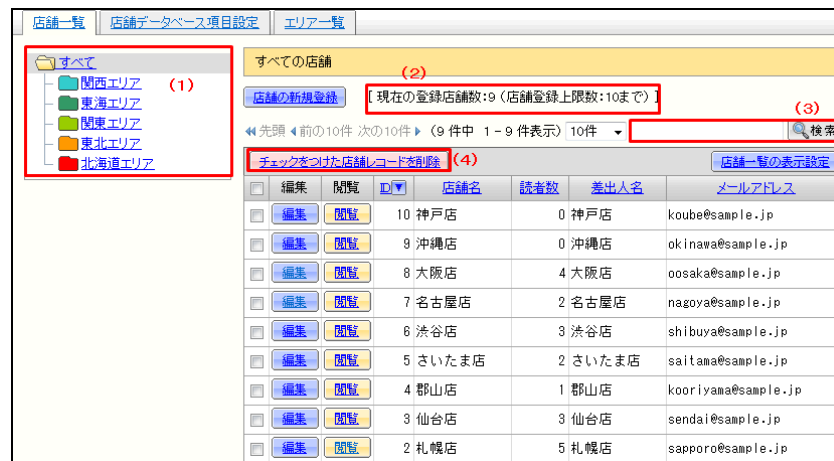 店舗一覧 店舗データベース項目設定 エリア一覧
すべて
関西エリア
(1)
東海エリア
関東エリア
東北エリア
北海道エリア
すべての店舗
(2)
店舗の新規登録 [ 現在の登録店舗数:9 (店舗登録上限数:10まで) ]
(3)
先頭 前の10件 次の10件 (9 件中 1-9 件表示) 10件 検索
チェックをつけた店舗レコードを削除 (4) 店舗一覧の表示設定
編集 閲覧 ID 店舗名 読者数 差出人名 メールアドレス
編集 閲覧 10 神戸店 0 神戸店 koube@sample.jp
編集 閲覧 9 沖縄店 0 沖縄店 okinawa@sample.jp
編集 閲覧 8 大阪店 4 大阪店 oosaka@sample.jp
編集 閲覧 7 名古屋店 2 名古屋店 nagoya@sample.jp
編集 閲覧 6 渋谷店 3 渋谷店 shibuya@sample.jp
編集 閲覧 5 さいたま店 2 さいたま店 saitama@sample.jp
編集 閲覧 4 郡山店 1 郡山店 kooriyama@sample.jp
編集 閲覧 3 仙台店 3 仙台店 sendai@sample.jp
編集 閲覧 2 札幌店 5 札幌店 sapporo@sample.jp